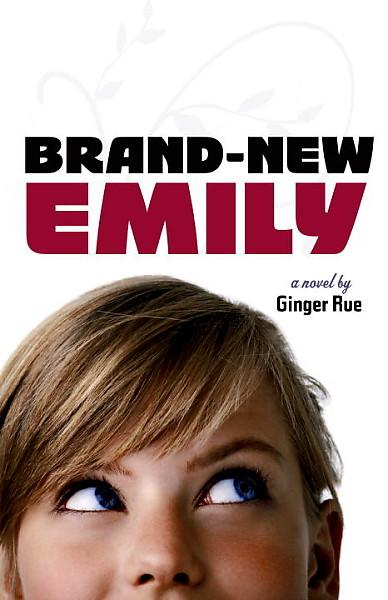 BRAND-NEW
EMILY
a novel by
Ginger Rue